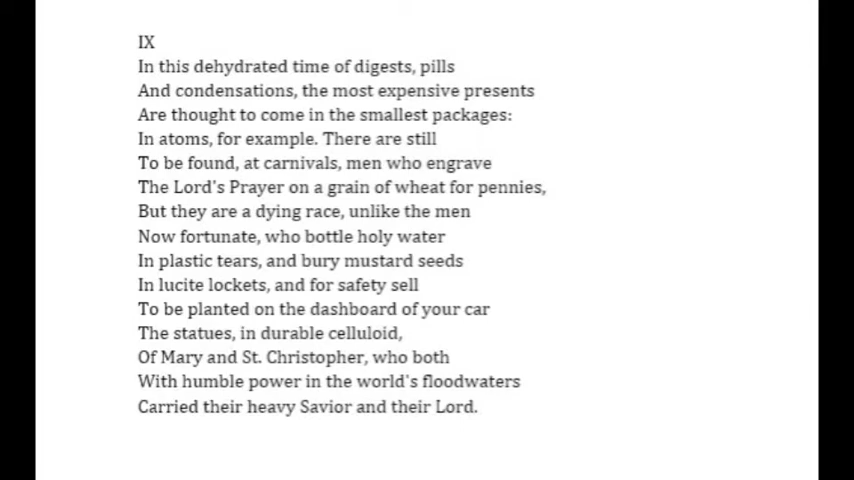 IX
In this dehydrated time of digests, pills
And condensations, the most expensive presents
Are thought to come in the smallest packages:
In atoms, for example. There are still
To be found, at carnivals, men who engrave
The Lord's Prayer on a grain of wheat for pennies,
But they are a dying race, unlike the men
Now fortunate, who bottle holy water
In plastic tears, and bury mustard seeds
In lucite lockets, and for safety sell
To be planted on the dashboard of your car
The statues, in durable celluloid,
Of Mary and St. Christopher, who both
With humble power in the world's floodwaters
Carried their heavy Savior and their Lord.